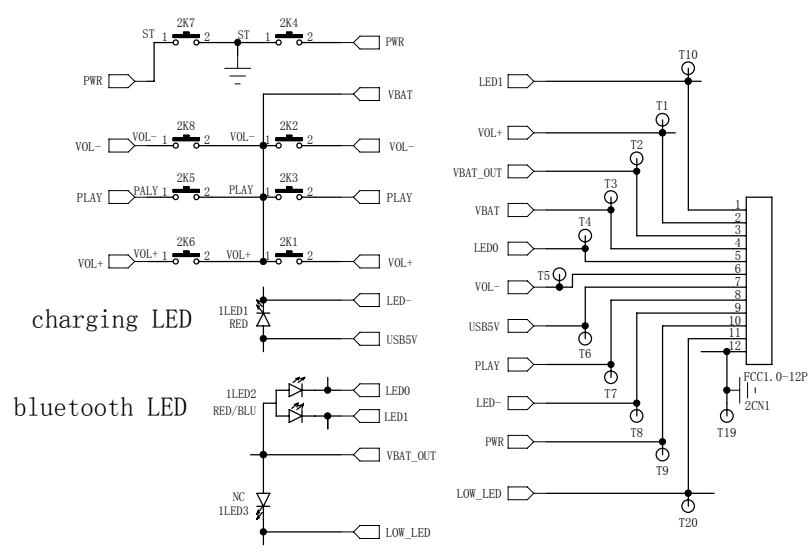 ST 1 2K7 2 ST 1 2K4 2 PWR
PWR
VBAT
VOL- VOL- 1 2K8 2 VOL- 1 2K2 2 VOL-
PLAY PALY 1 2K5 2 PLAY 1 2K3 2 PLAY
VOL+ VOL+ 1 2K6 2 VOL+ 1 2K1 2 VOL+
charging LED
1LED1
RED
LED-
USB5V
bluetooth LED
1LED2
RED/BLU
LED0
LED1
VBAT_OUT
NC
1LED3
LOW_LED
LED1 T10
VOL+ T1
VBAT_OUT T2
VBAT T3
LED0 T4
VOL- T5
USB5V T6
PLAY T7
LED- T8
PWR T9
LOW_LED T20
1
2
3
4
5
6
7
8
9
10
11
12
FCC1.0-12P
2CN1
T19